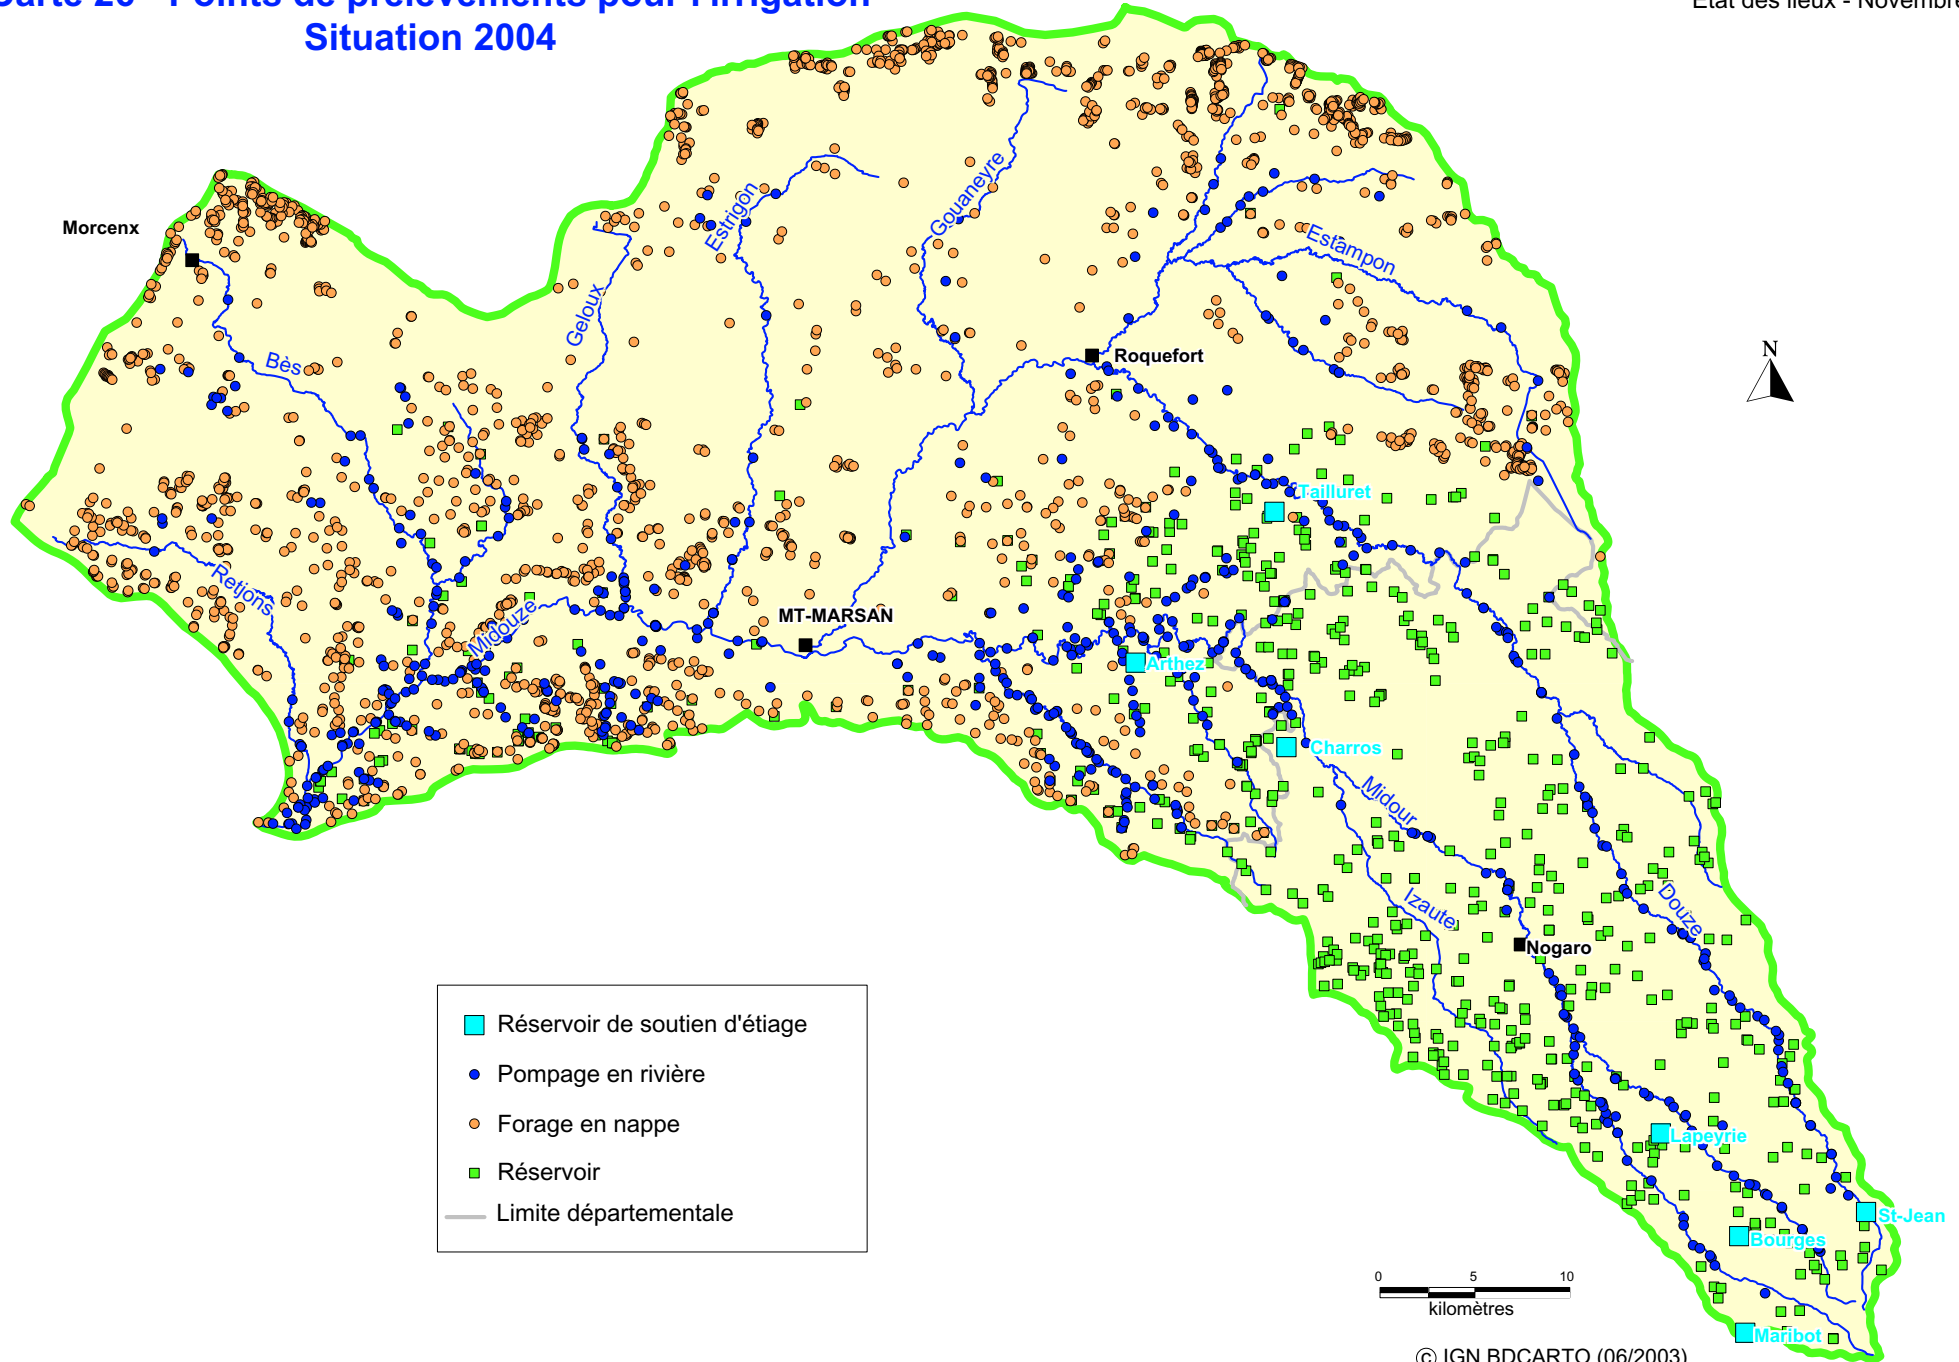 Carte 26 - Points de prélèvements pour l'irrigation
Situation 2004
Etat des lieux - Novembre
Morcenx
Bès
Geloux
Estrigon
Gouaneyre
Estampon
Roquefort
N
Retjons
Midouze
MT-MARSAN
Tailluret
Arthez
Charros
Midour
Izaute
Douze
Nogaro
Lapeyrie
St-Jean
Bourges
Maribot
Réservoir de soutien d'étiage
Pompage en rivière
Forage en nappe
Réservoir
Limite départementale
0 5 10
kilomètres
© IGN BDCARTO (06/2003)